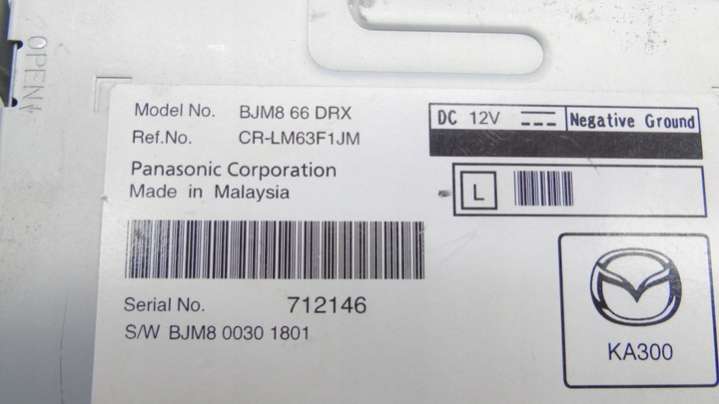 OPEN
Model No. BJM8 66 DRX
Ref.No. CR-LM63F1JM
Panasonic Corporation
Made in Malaysia
Serial No. 712146
S/W BJM8 0030 1801
DC 12V Negative Ground
L
KA300